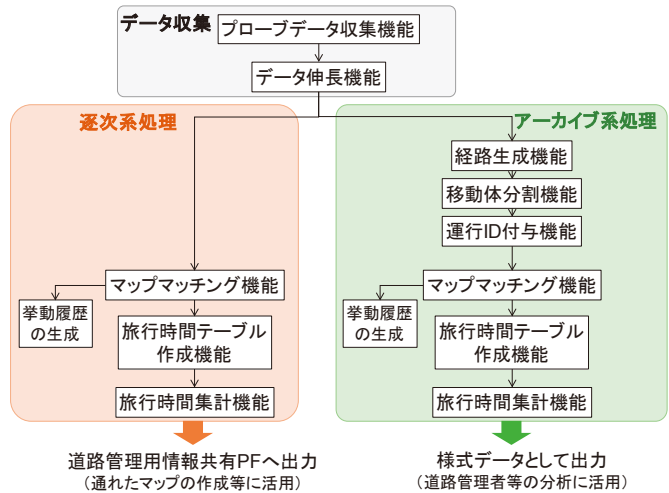 データ収集
プローブデータ収集機能
データ伸長機能
逐次系処理
マップマッチング機能
挙動履歴
の生成
旅行時間テーブル
作成機能
旅行時間集計機能
道路管理用情報共有PFへ出力
（通れたマップの作成等に活用）
アーカイブ系処理
経路生成機能
移動体分割機能
運行ID付与機能
マップマッチング機能
挙動履歴
の生成
旅行時間テーブル
作成機能
旅行時間集計機能
様式データとして出力
（道路管理者等の分析に活用）